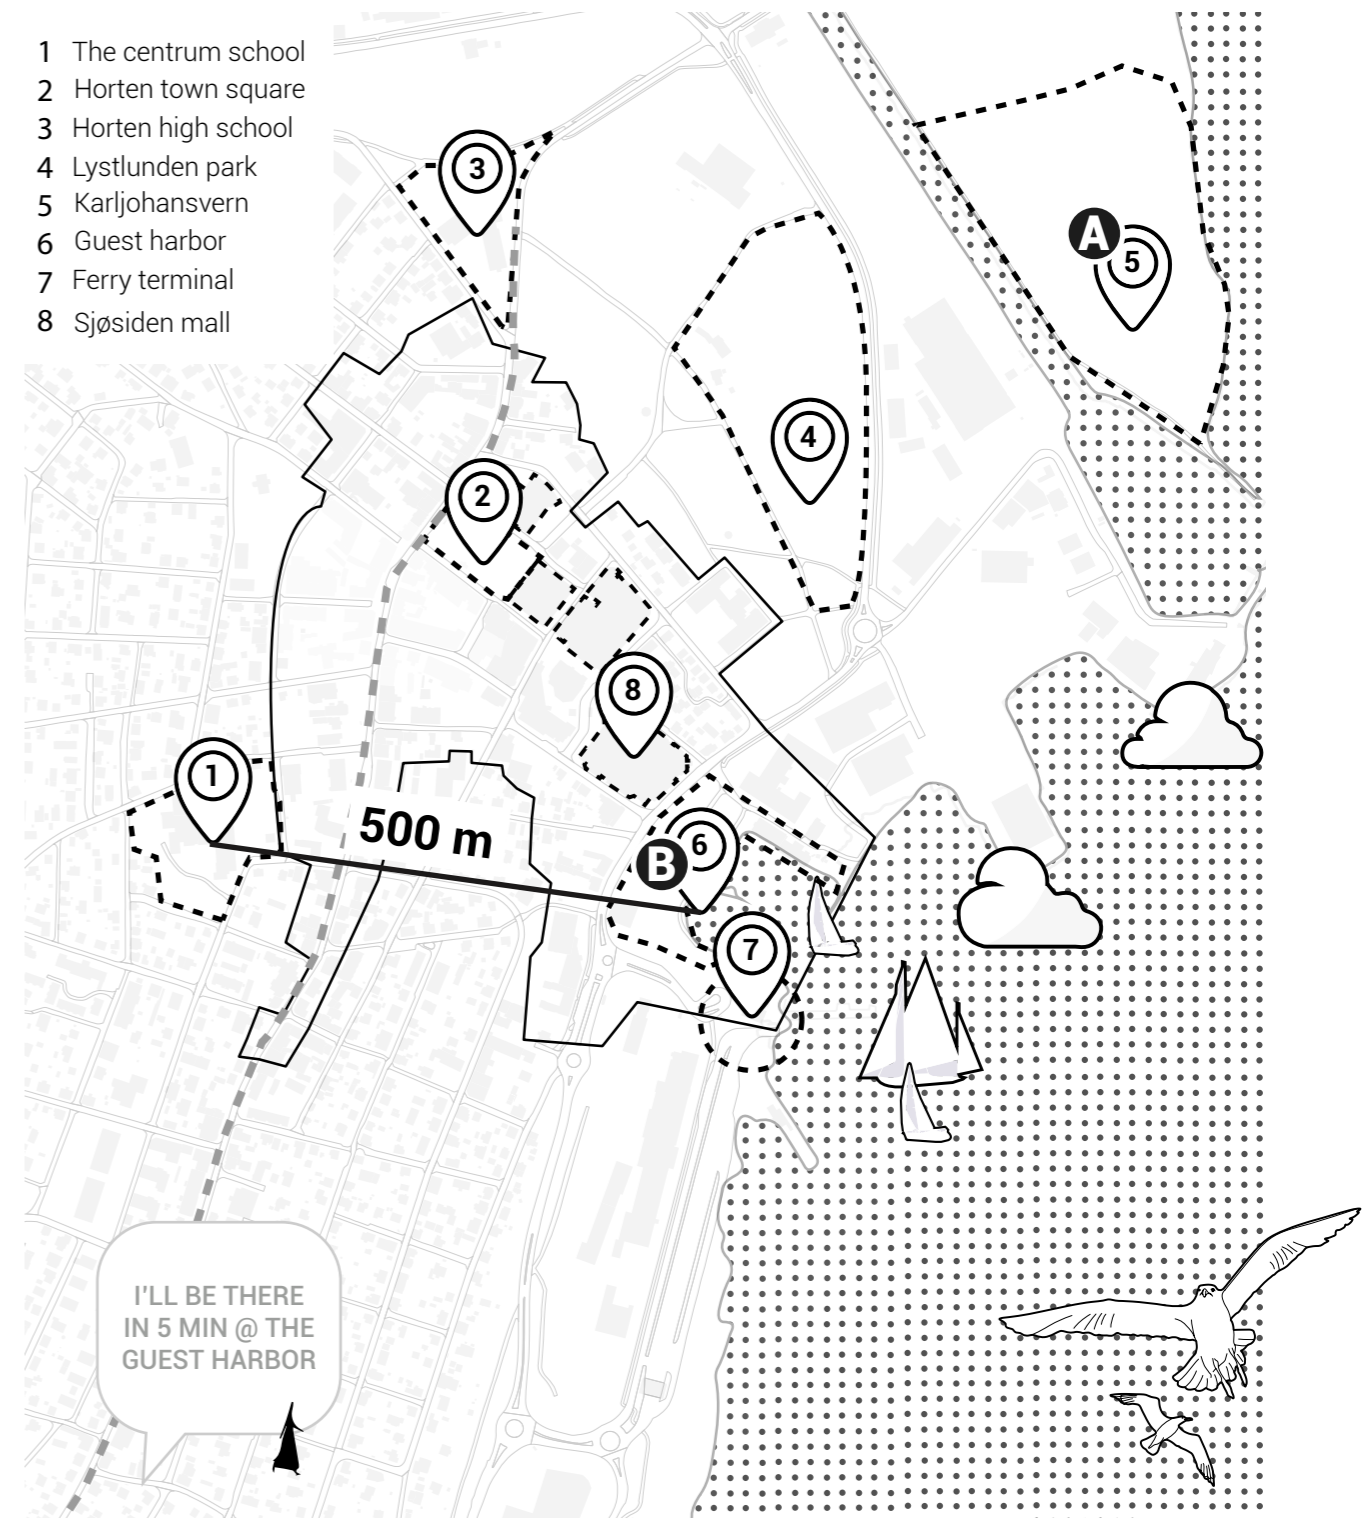 1 The centrum school
2 Horten town square
3 Horten high school
4 Lystlunden park
5 Karljohansvern
6 Guest harbor
7 Ferry terminal
8 Sjøsiden mall
3
A
5
4
2
8
1
500 m
6
B
7
I'LL BE THERE
IN 5 MIN @ THE
GUEST HARBOR